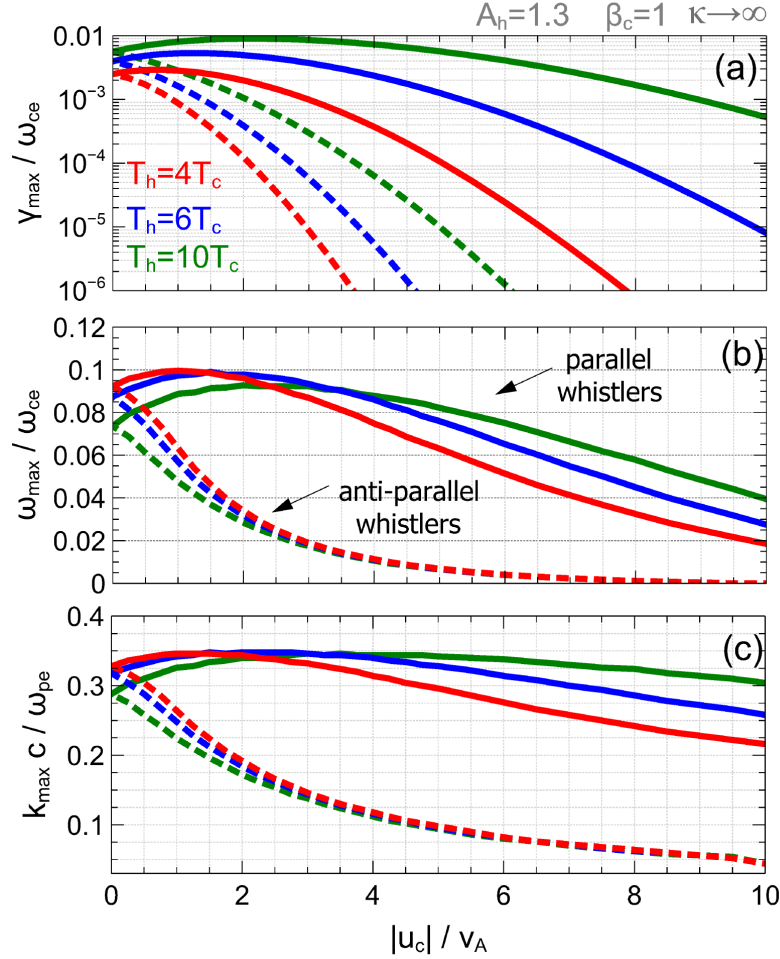 A_h=1.3 β_c=1 κ→∞
(a)
0.01
10⁻³
10⁻⁴
10⁻⁵
10⁻⁶
γ_max / ω_ce
T_h=4T_c
T_h=6T_c
T_h=10T_c
(b)
0.12
0.1
0.08
0.06
0.04
0.02
0
ω_max / ω_ce
parallel
whistlers
anti-parallel
whistlers
(c)
0.4
0.3
0.2
0.1
k_max c / ω_pe
0 2 4 6 8 10
|u_c| / v_A